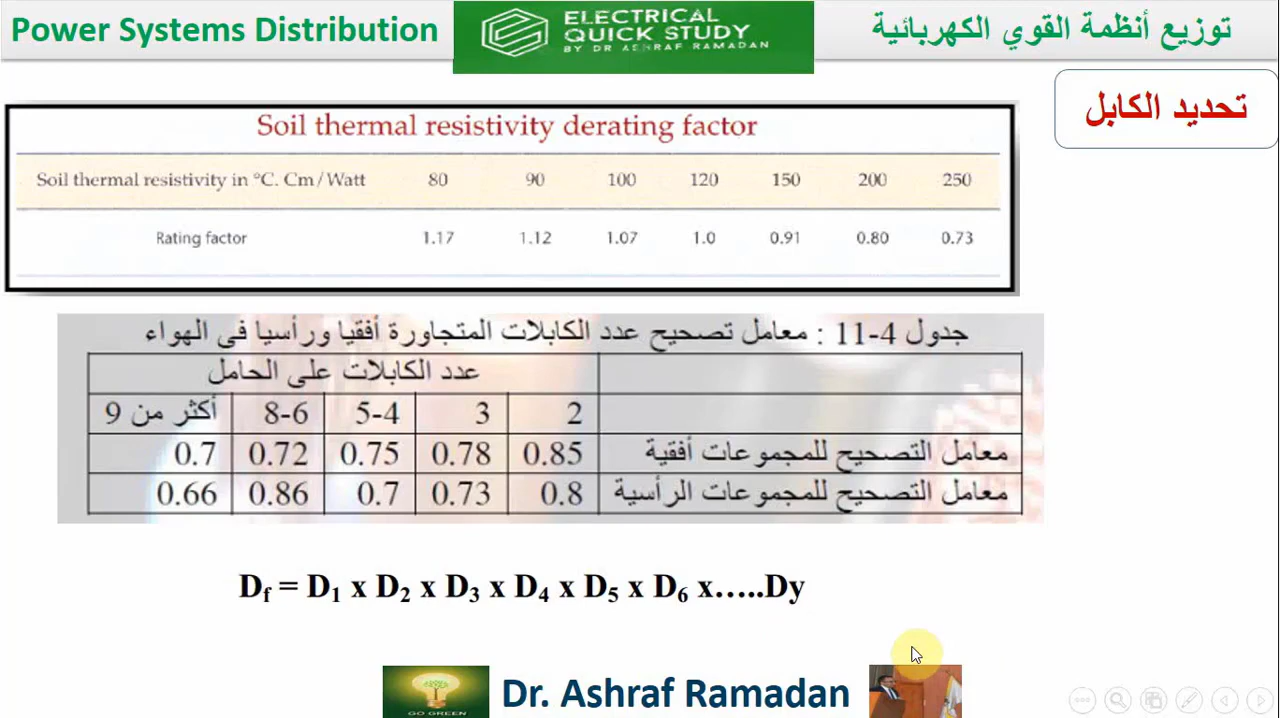 Power Systems Distribution
ELECTRICAL
QUICK STUDY
BY DR ASHRAF RAMADAN
توزيع أنظمة القوي الكهربائية
تحديد الكابل
Soil thermal resistivity derating factor
Soil thermal resistivity in °C. Cm/Watt 80 90 100 120 150 200 250
Rating factor 1.17 1.12 1.07 1.0 0.91 0.80 0.73
جدول 4-11 : معامل تصحيح عدد الكابلات المتجاورة أفقيا ورأسيا في الهواء
عدد الكابلات على الحامل
2 3 5-4 8-6 أكثر من 9
معامل التصحيح للمجموعات أفقية 0.85 0.78 0.75 0.72 0.7
معامل التصحيح للمجموعات الرأسية 0.8 0.73 0.7 0.86 0.66
Df = D1 x D2 x D3 x D4 x D5 x D6 x…..Dy
GO GREEN
Dr. Ashraf Ramadan